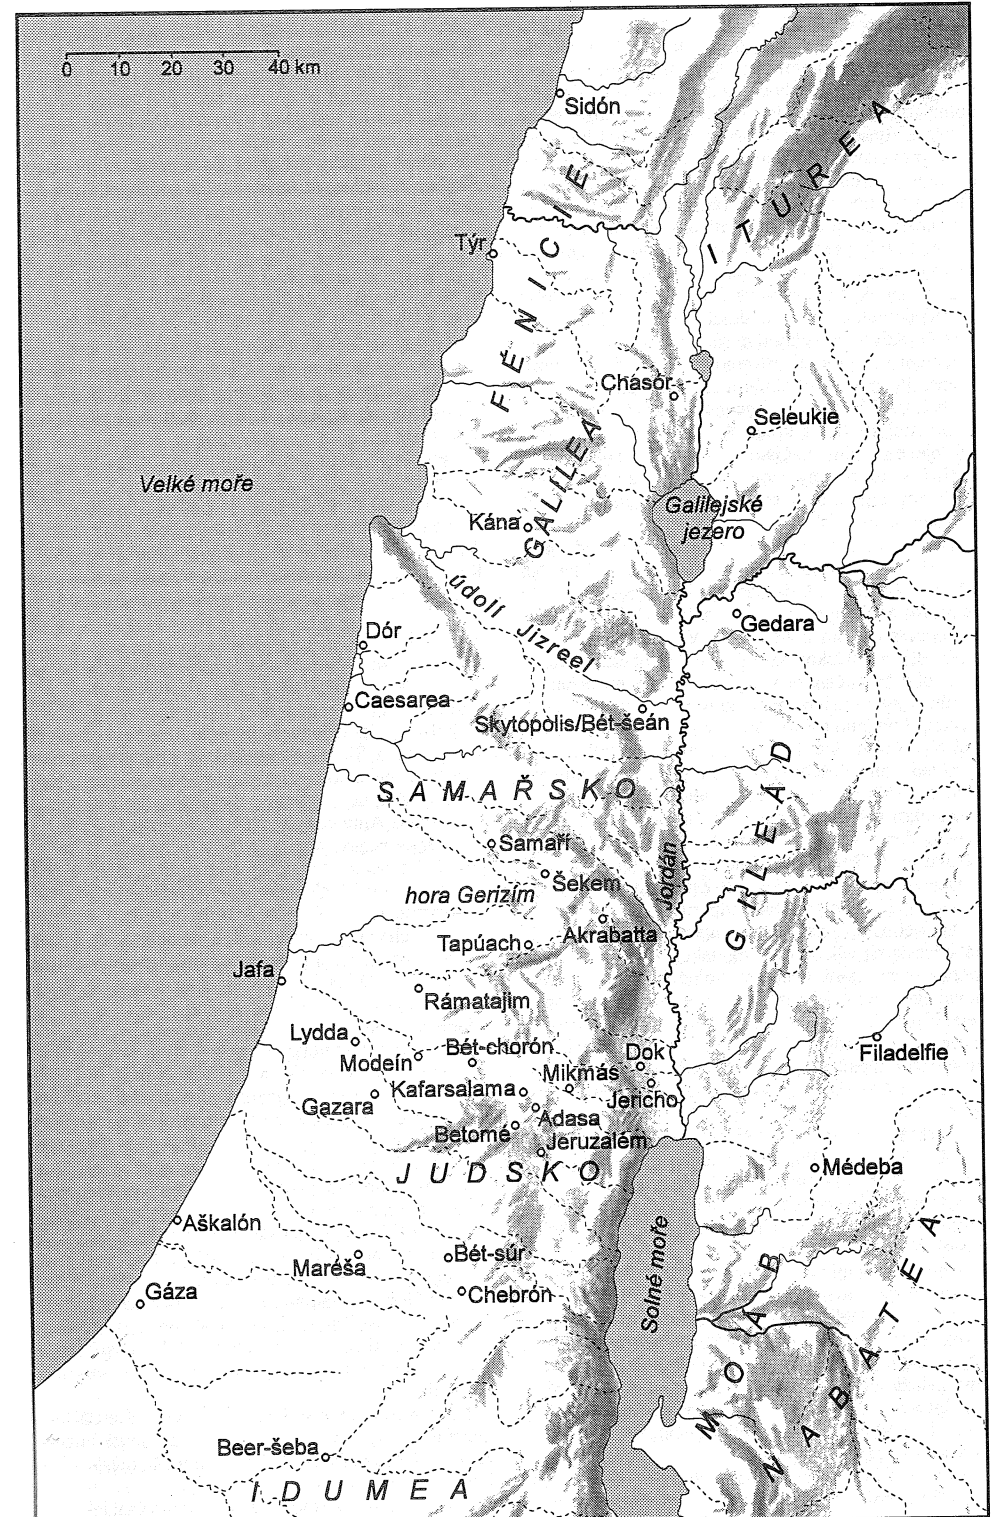 0 10 20 30 40 km
Sidón
ITUREA
FÉNICIE
Týr
Chasór
Seleukie
GALILEA
Velké moře
Galilejské
jezero
Kána
údolí Jizreel
Gedara
Dór
Caesarea
Skytopolis/Bét-šeán
SAMAŘSKO
GILEÁD
Samaří
Jordán
Šekem
hora Gerizím
Akrabatta
Tapúach
Jafa
Rámatajim
Lydda
Filadelfie
Bét-chorón
Dok
Modeín
Mikmás
Kafarsalama
Jericho
Gazara
Adasa
Betomé
Jeruzalém
JUDSKO
Médeba
Aškalón
Solné moře
Bét-súr
Maréša
MOÁB
NABATEA
Gáza
Chebrón
Beer-šeba
IDUMEA